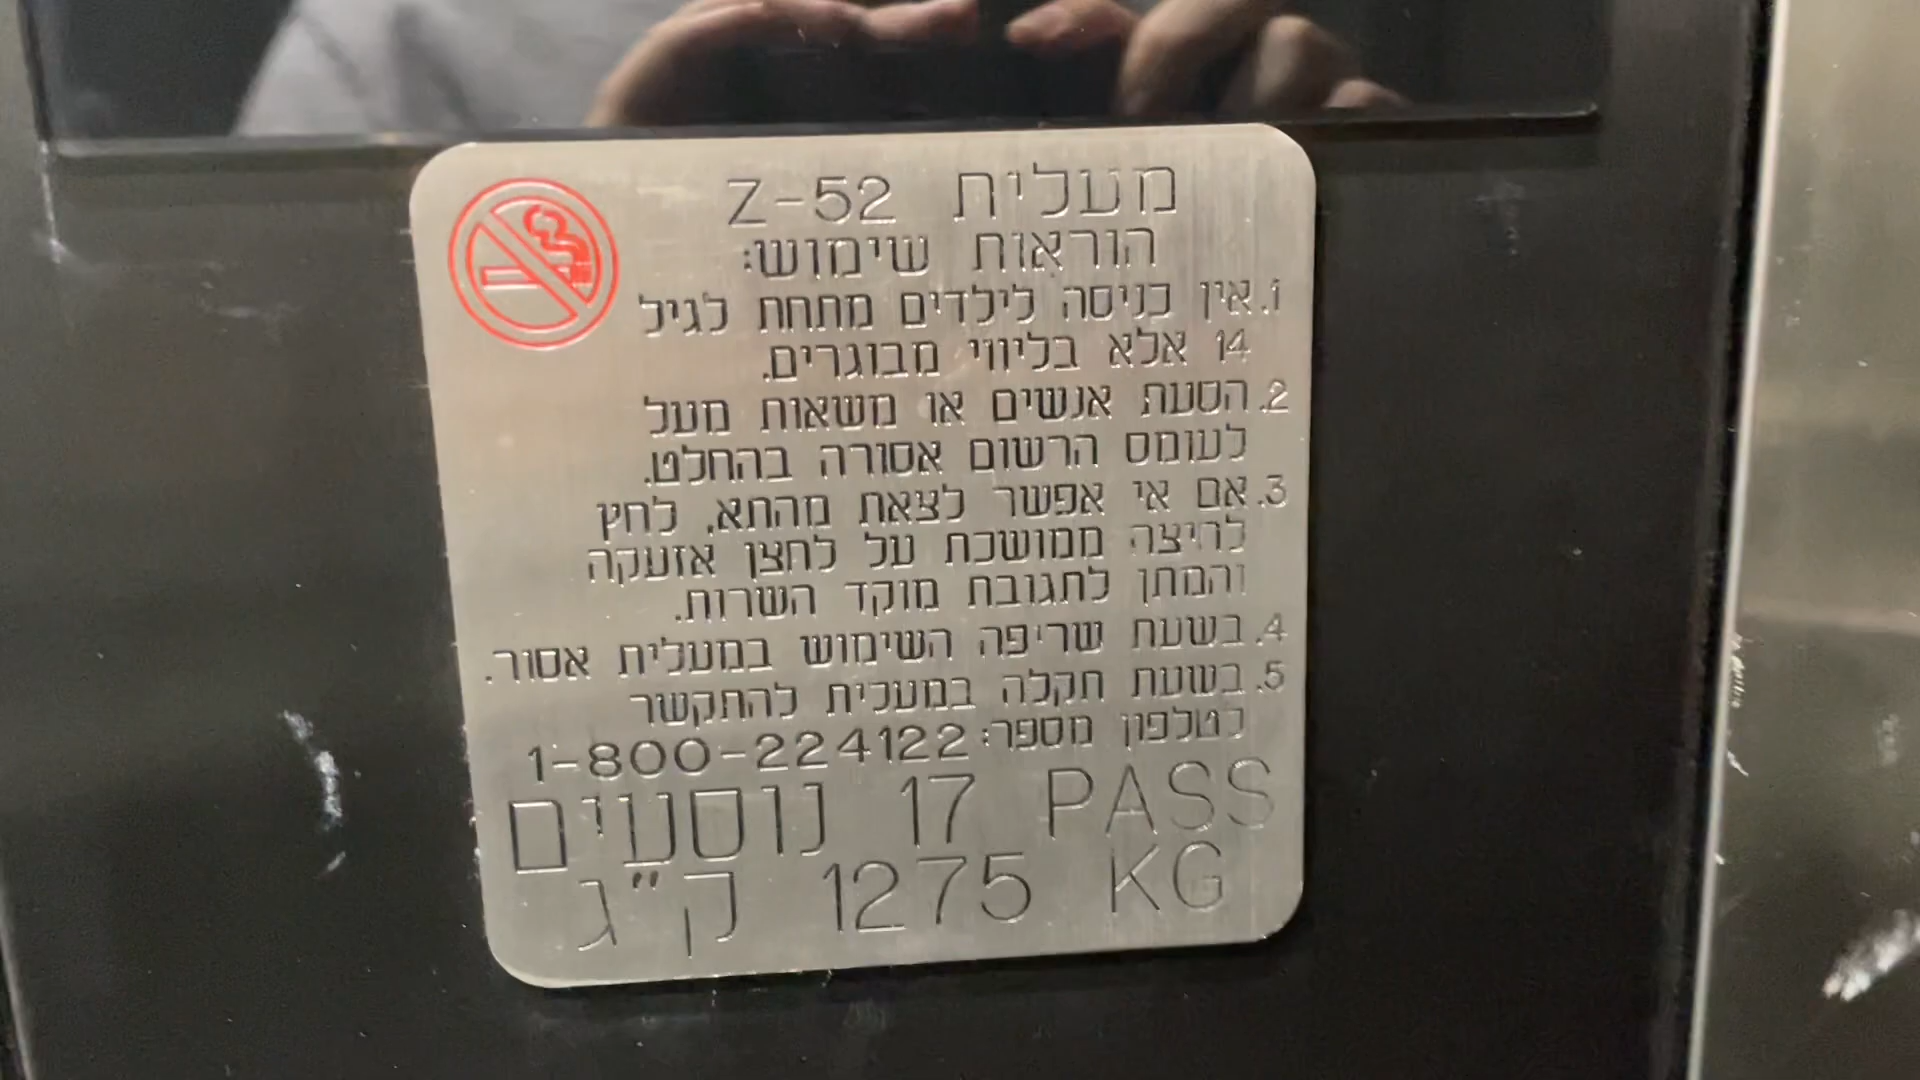 מעלית Z-52
הוראות שימוש:
1. אין כניסה לילדים מתחת לגיל
14 אלא בליווי מבוגרים.
2. הסעת אנשים או משאות מעל
לעומס הרשום אסורה בהחלט.
3. אם אי אפשר לצאת מהתא, לחץ
לחיצה ממושכת על לחצן אזעקה
והמתן לתגובת מוקד השרות.
4. בשעת שריפה השימוש במעלית אסור.
5. בשעת תקלה במעלית להתקשר
לטלפון מספר: 1-800-224122
17 PASS נוסעים
1275 KG ק"ג